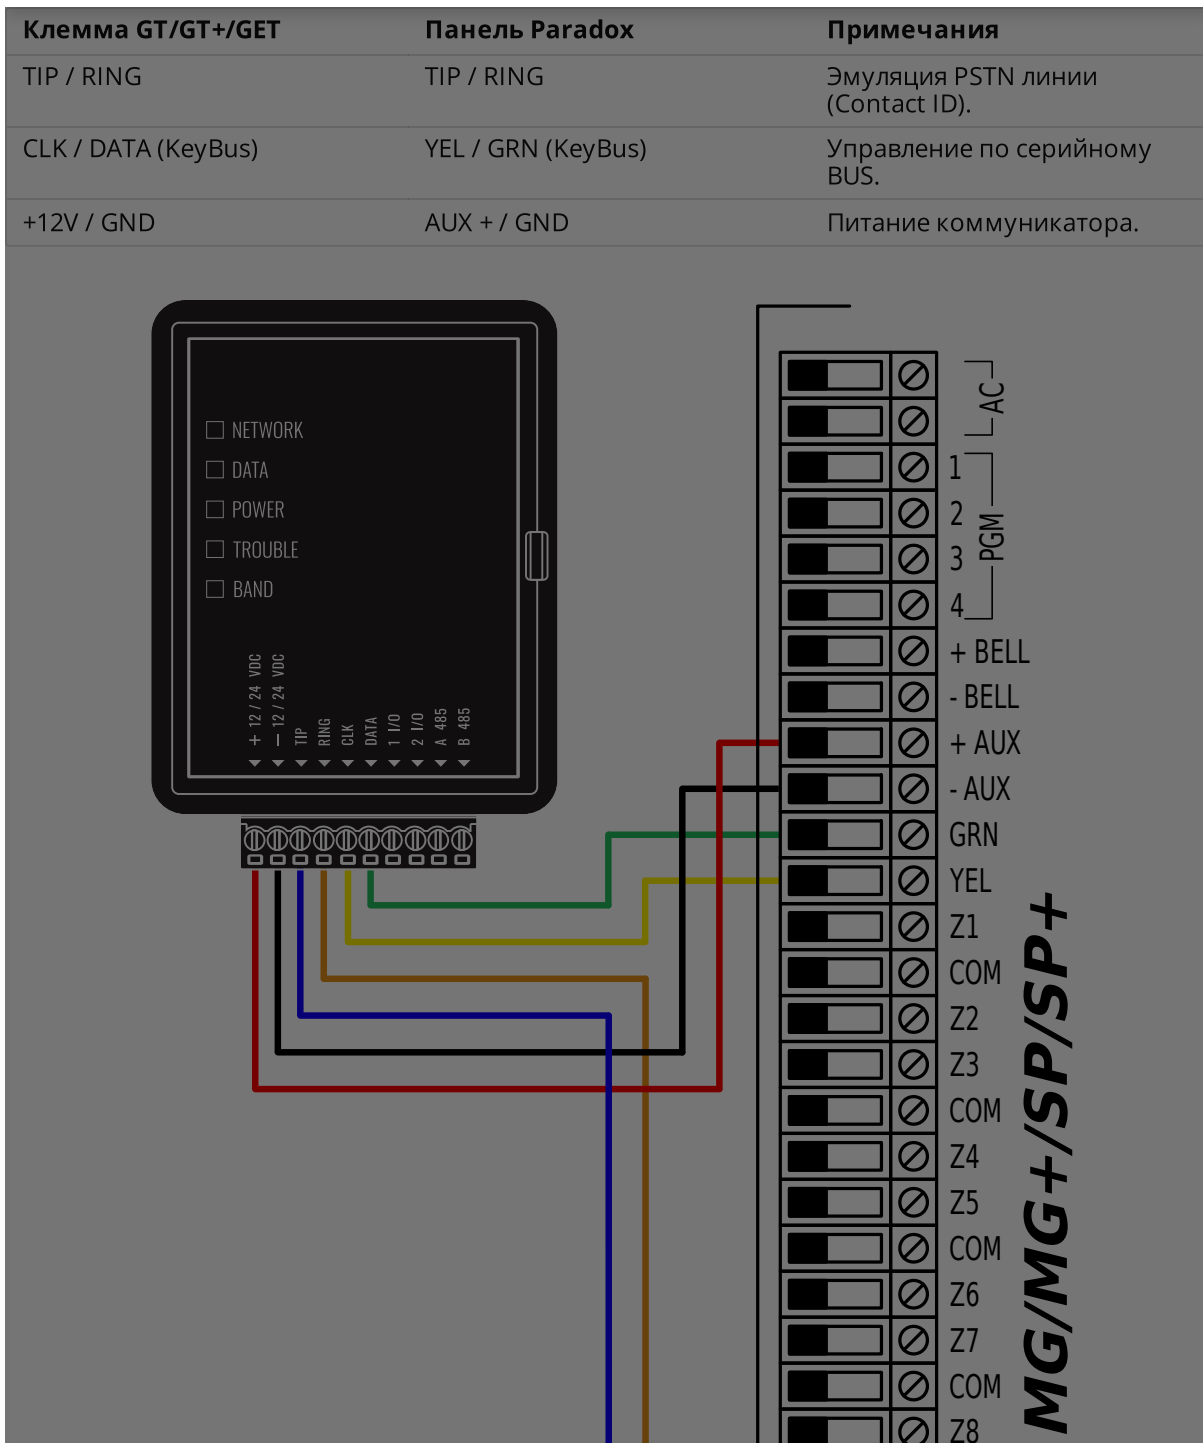 Клемма GT/GT+/GET Панель Paradox Примечания
TIP / RING TIP / RING Эмуляция PSTN линии
(Contact ID).
CLK / DATA (KeyBus) YEL / GRN (KeyBus) Управление по серийному
BUS.
+12V / GND AUX + / GND Питание коммуникатора.
NETWORK
DATA
POWER
TROUBLE
BAND
+ 12 / 24 VDC
— 12 / 24 VDC
TIP
RING
CLK
DATA
1 I/O
2 I/O
A 485
B 485
AC
1
2
3
4
PGM
+ BELL
- BELL
+ AUX
- AUX
GRN
YEL
Z1
COM
Z2
Z3
COM
Z4
Z5
COM
Z6
Z7
COM
Z8
MG/MG+/SP/SP+